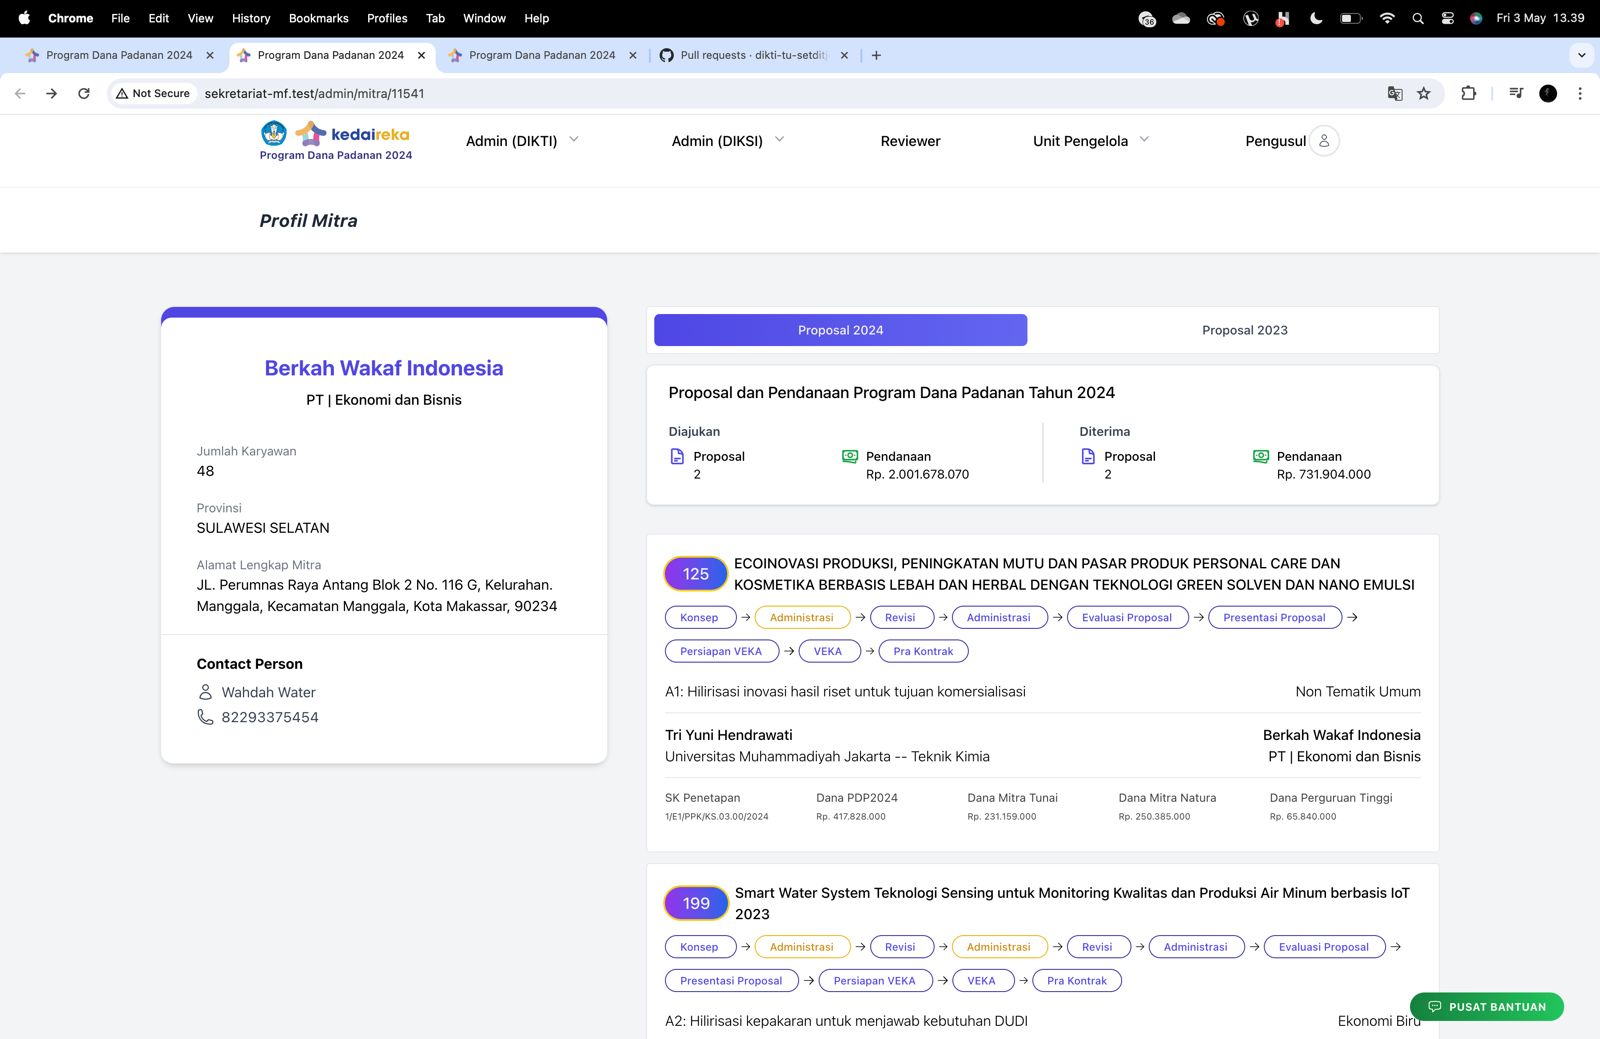 Chrome File Edit View History Bookmarks Profiles Tab Window Help
36
Fri 3 May 13.39
Program Dana Padanan 2024
Program Dana Padanan 2024
Program Dana Padanan 2024
Pull requests · dikti-tu-setditj
Not Secure
sekretariat-mf.test/admin/mitra/11541
kedaireka
Program Dana Padanan 2024
Admin (DIKTI)
Admin (DIKSI)
Reviewer
Unit Pengelola
Pengusul
Profil Mitra
Berkah Wakaf Indonesia
PT | Ekonomi dan Bisnis
Jumlah Karyawan
48
Provinsi
SULAWESI SELATAN
Alamat Lengkap Mitra
JL. Perumnas Raya Antang Blok 2 No. 116 G, Kelurahan.
Manggala, Kecamatan Manggala, Kota Makassar, 90234
Contact Person
Wahdah Water
82293375454
Proposal 2024
Proposal 2023
Proposal dan Pendanaan Program Dana Padanan Tahun 2024
Diajukan
Proposal
2
Pendanaan
Rp. 2.001.678.070
Diterima
Proposal
2
Pendanaan
Rp. 731.904.000
125
ECOINOVASI PRODUKSI, PENINGKATAN MUTU DAN PASAR PRODUK PERSONAL CARE DAN
KOSMETIKA BERBASIS LEBAH DAN HERBAL DENGAN TEKNOLOGI GREEN SOLVEN DAN NANO EMULSI
Konsep → Administrasi → Revisi → Administrasi → Evaluasi Proposal → Presentasi Proposal →
Persiapan VEKA → VEKA → Pra Kontrak
A1: Hilirisasi inovasi hasil riset untuk tujuan komersialisasi
Non Tematik Umum
Tri Yuni Hendrawati
Universitas Muhammadiyah Jakarta -- Teknik Kimia
Berkah Wakaf Indonesia
PT | Ekonomi dan Bisnis
SK Penetapan
1/E1/PPK/KS.03.00/2024
Dana PDP2024
Rp. 417.828.000
Dana Mitra Tunai
Rp. 231.159.000
Dana Mitra Natura
Rp. 250.385.000
Dana Perguruan Tinggi
Rp. 65.840.000
199
Smart Water System Teknologi Sensing untuk Monitoring Kwalitas dan Produksi Air Minum berbasis IoT
2023
Konsep → Administrasi → Revisi → Administrasi → Revisi → Administrasi → Evaluasi Proposal →
Presentasi Proposal → Persiapan VEKA → VEKA → Pra Kontrak
A2: Hilirisasi kepakaran untuk menjawab kebutuhan DUDI
Ekonomi Biru
PUSAT BANTUAN